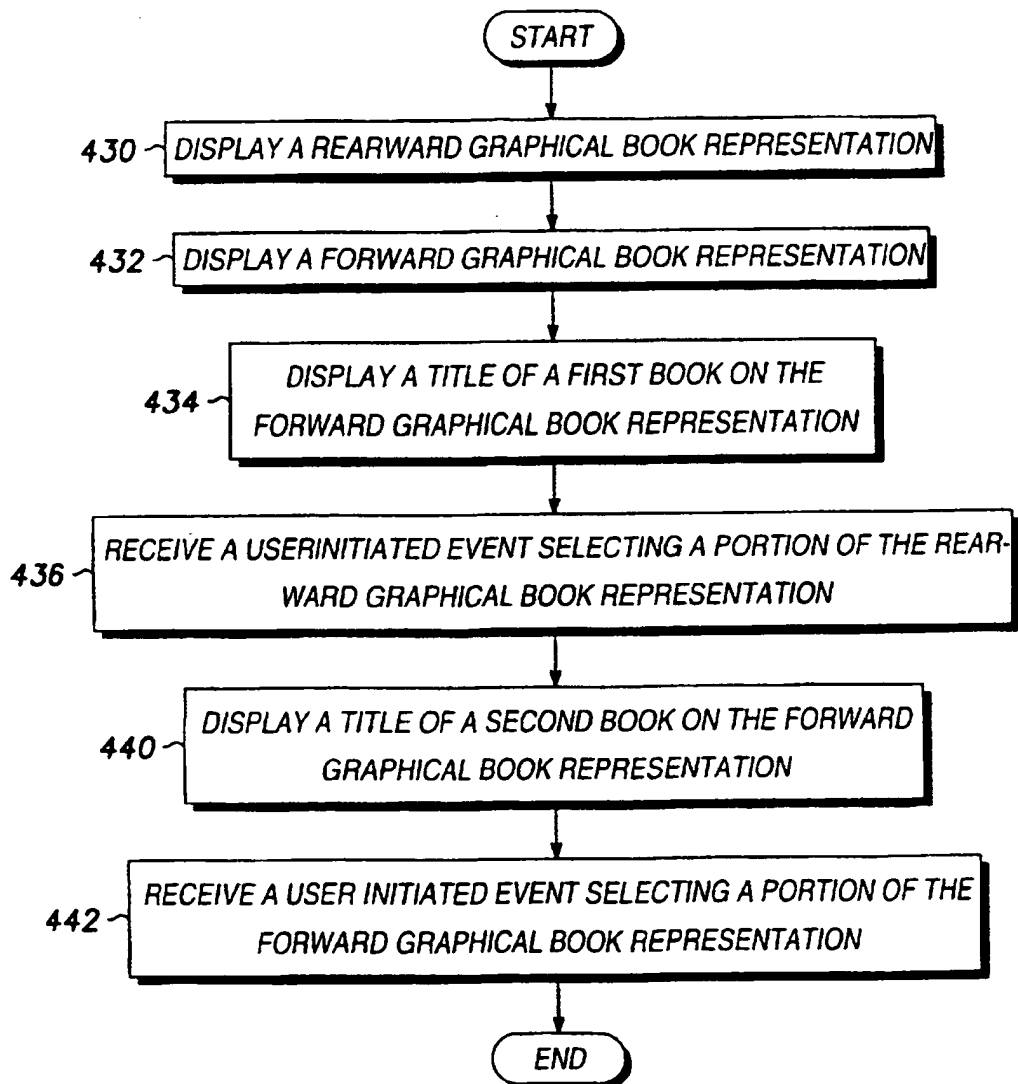 START
430 DISPLAY A REARWARD GRAPHICAL BOOK REPRESENTATION
432 DISPLAY A FORWARD GRAPHICAL BOOK REPRESENTATION
DISPLAY A TITLE OF A FIRST BOOK ON THE
434
FORWARD GRAPHICAL BOOK REPRESENTATION
RECEIVE A USERINITIATED EVENT SELECTING A PORTION OF THE REAR-
436
WARD GRAPHICAL BOOK REPRESENTATION
DISPLAY A TITLE OF A SECOND BOOK ON THE FORWARD
440
GRAPHICAL BOOK REPRESENTATION
RECEIVE A USER INITIATED EVENT SELECTING A PORTION OF THE
442
FORWARD GRAPHICAL BOOK REPRESENTATION
END